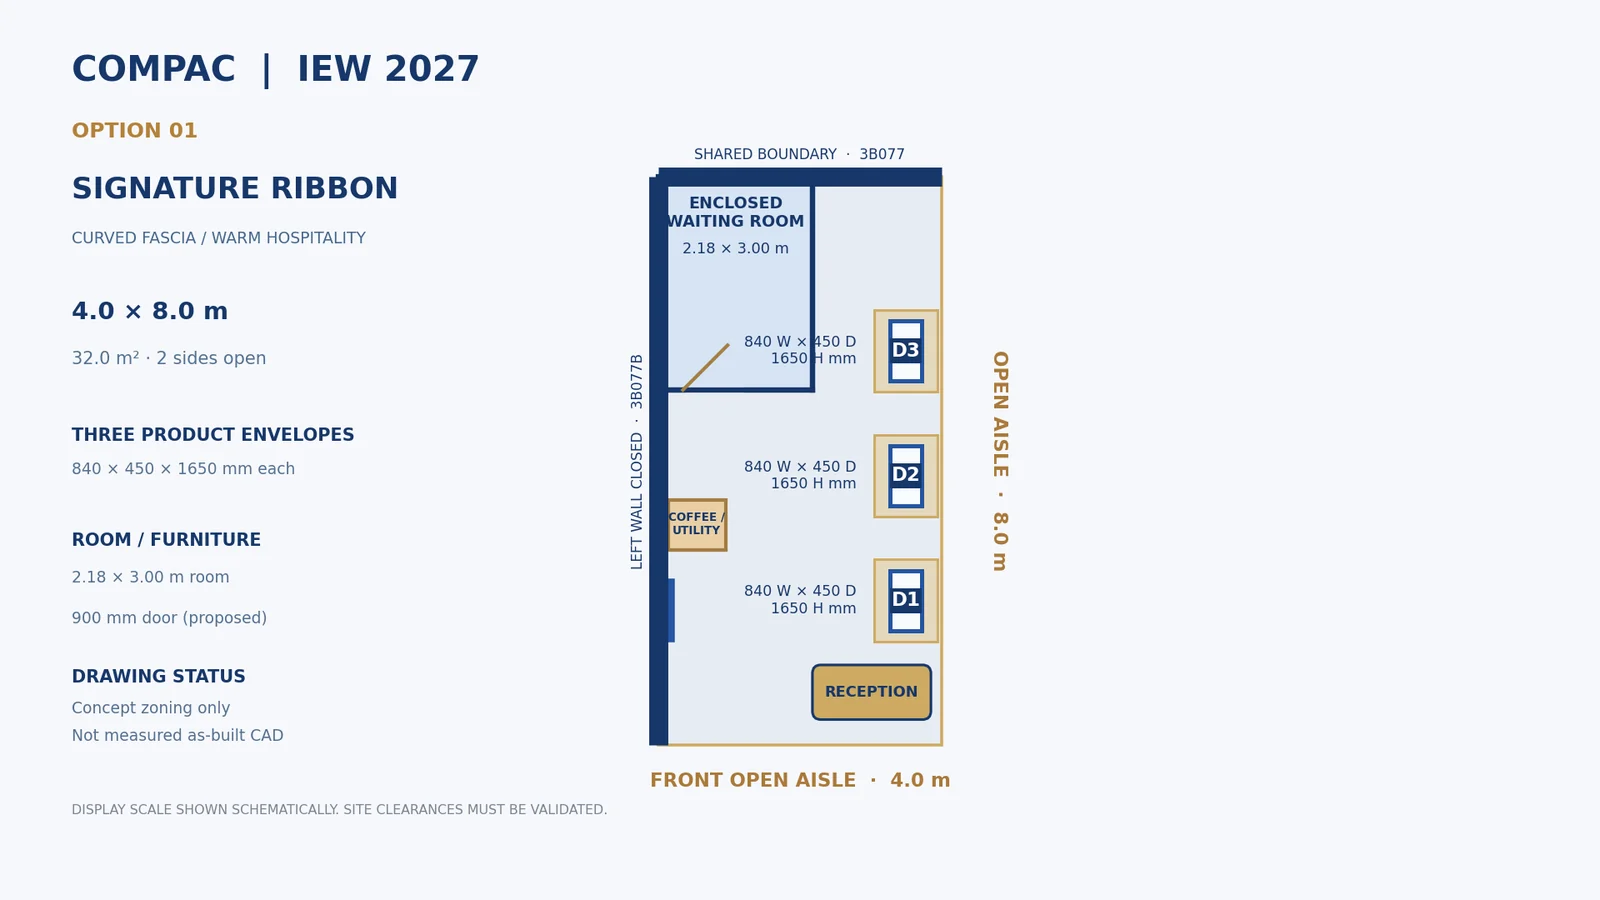 COMPAC | IEW 2027
OPTION 01
SIGNATURE RIBBON
CURVED FASCIA / WARM HOSPITALITY
4.0 × 8.0 m
32.0 m² · 2 sides open
THREE PRODUCT ENVELOPES
840 × 450 × 1650 mm each
ROOM / FURNITURE
2.18 × 3.00 m room
900 mm door (proposed)
DRAWING STATUS
Concept zoning only
Not measured as-built CAD
DISPLAY SCALE SHOWN SCHEMATICALLY. SITE CLEARANCES MUST BE VALIDATED.
SHARED BOUNDARY · 3B077
LEFT WALL CLOSED · 3B077B
ENCLOSED
WAITING ROOM
2.18 × 3.00 m
840 W × 450 D
1650 H mm
D3
840 W × 450 D
1650 H mm
D2
COFFEE /
UTILITY
840 W × 450 D
1650 H mm
D1
RECEPTION
OPEN AISLE · 8.0 m
FRONT OPEN AISLE · 4.0 m